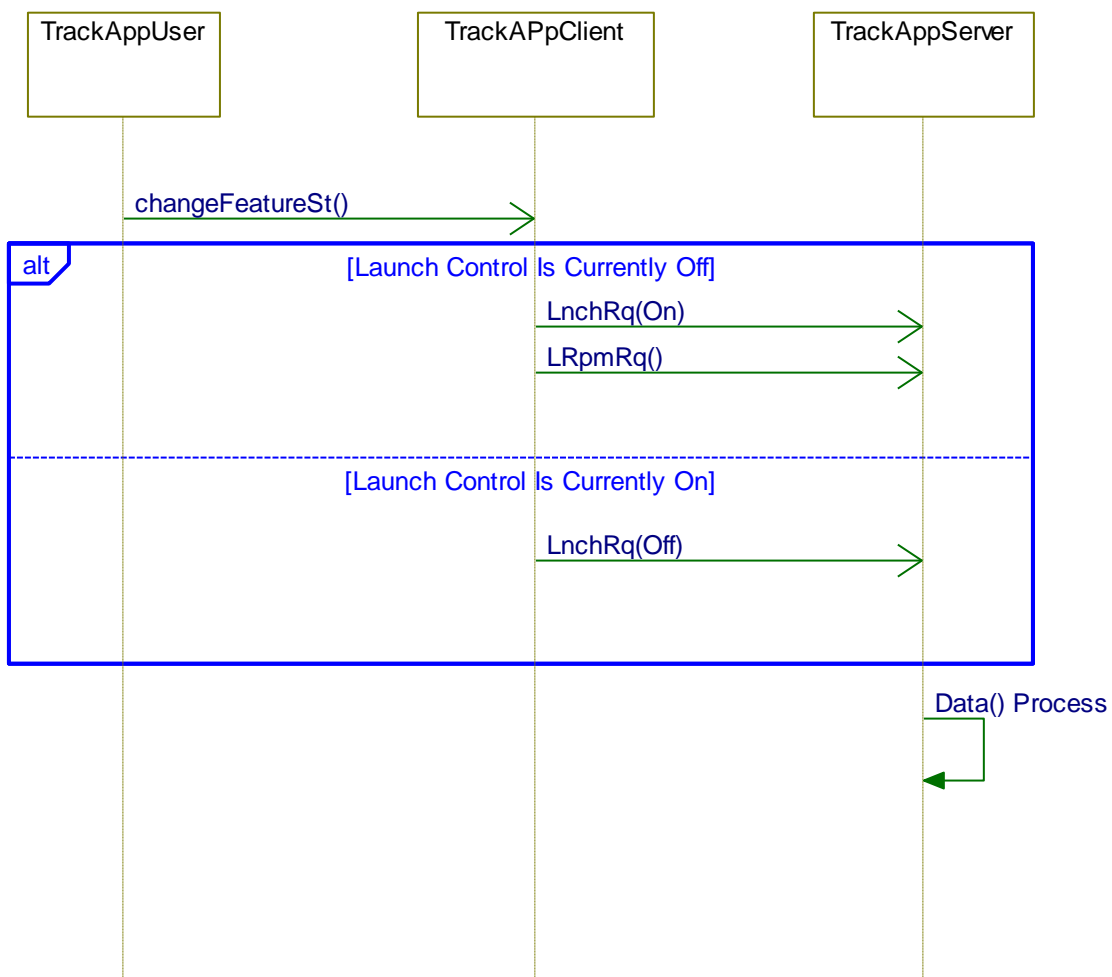 TrackAppUser
TrackAPpClient
TrackAppServer
changeFeatureSt()
alt
[Launch Control Is Currently Off]
LnchRq(On)
LRpmRq()
[Launch Control Is Currently On]
LnchRq(Off)
Data() Process